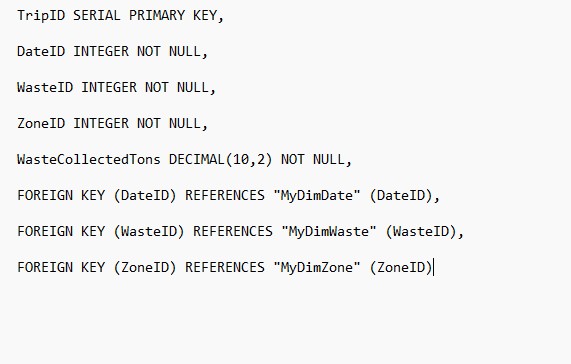 TripID SERIAL PRIMARY KEY,
DateID INTEGER NOT NULL,
WasteID INTEGER NOT NULL,
ZoneID INTEGER NOT NULL,
WasteCollectedTons DECIMAL(10,2) NOT NULL,
FOREIGN KEY (DateID) REFERENCES "MyDimDate" (DateID),
FOREIGN KEY (WasteID) REFERENCES "MyDimWaste" (WasteID),
FOREIGN KEY (ZoneID) REFERENCES "MyDimZone" (ZoneID)